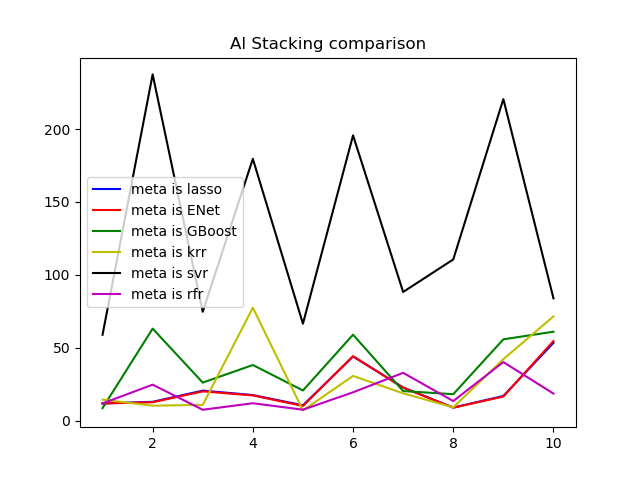 AI Stacking comparison
200
150
100
50
0
meta is lasso
meta is ENet
meta is GBoost
meta is krr
meta is svr
meta is rfr
2 4 6 8 10